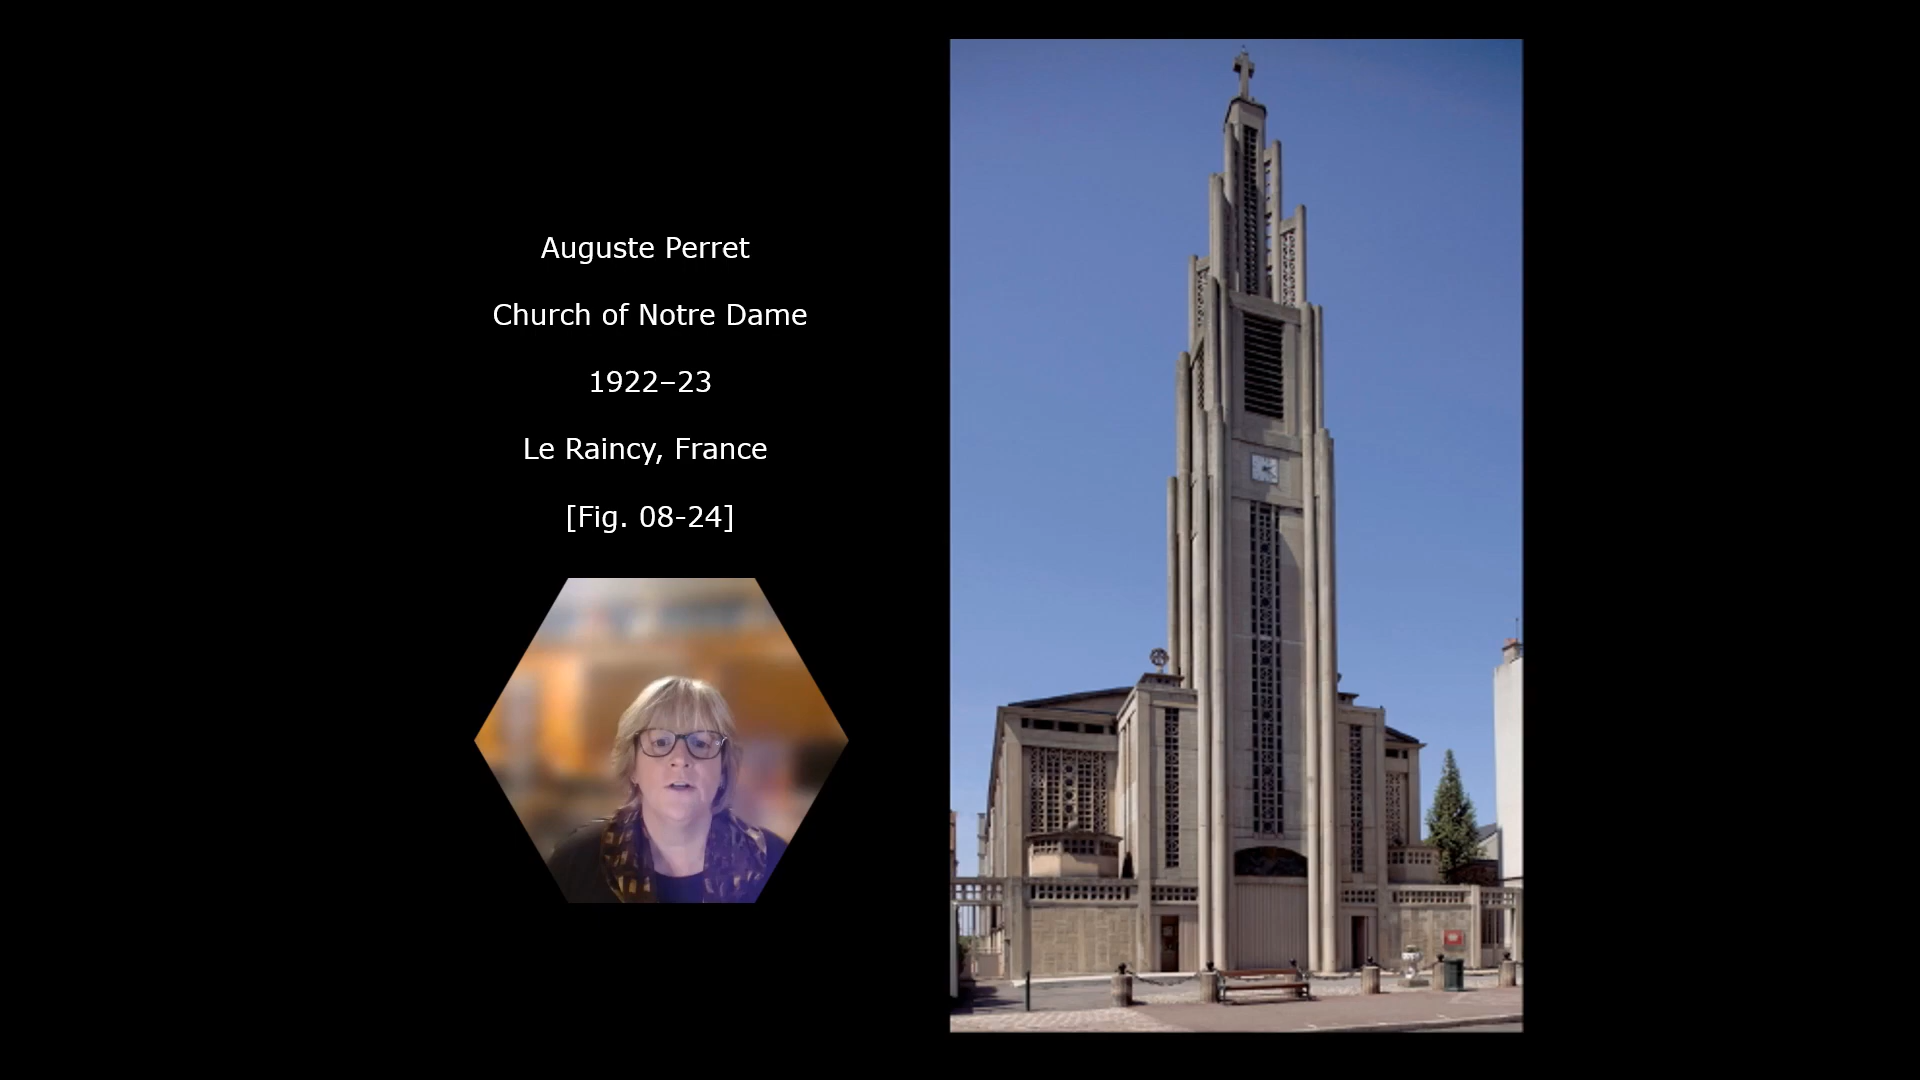 Auguste Perret
Church of Notre Dame
1922–23
Le Raincy, France
[Fig. 08-24]